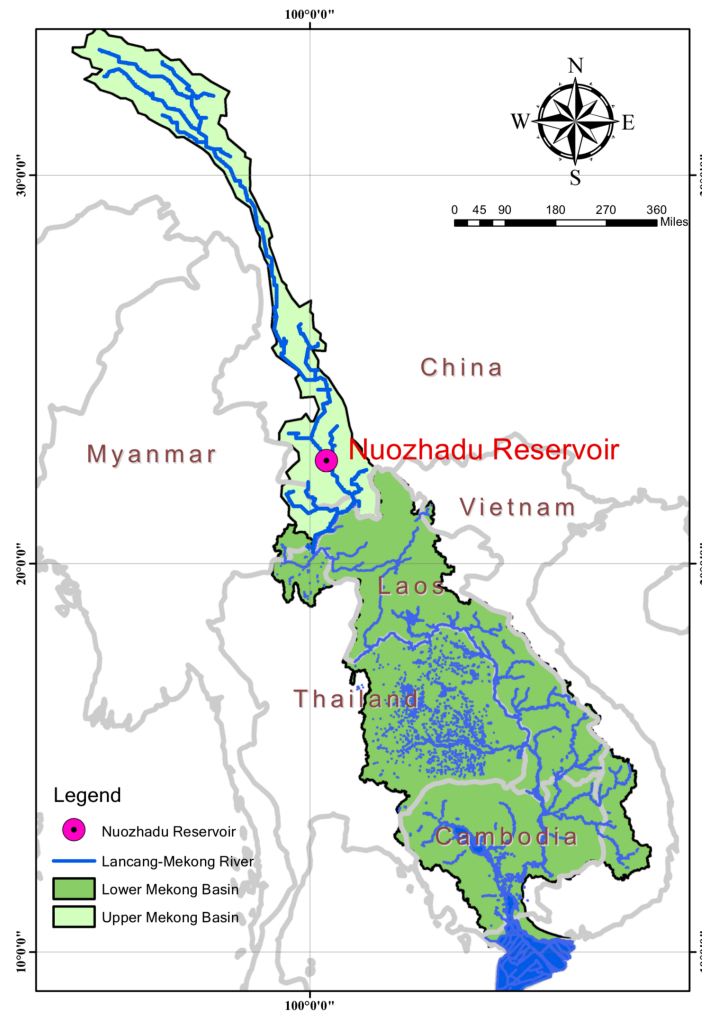 100°0'0"
N
W
E
S
30°0'0"
0 45 90 180 270 360
Miles
China
Myanmar
Nuozhadu Reservoir
Vietnam
20°0'0"
Laos
Thailand
Legend
Nuozhadu Reservoir
Lancang-Mekong River
Lower Mekong Basin
Upper Mekong Basin
Cambodia
10°0'0"
100°0'0"